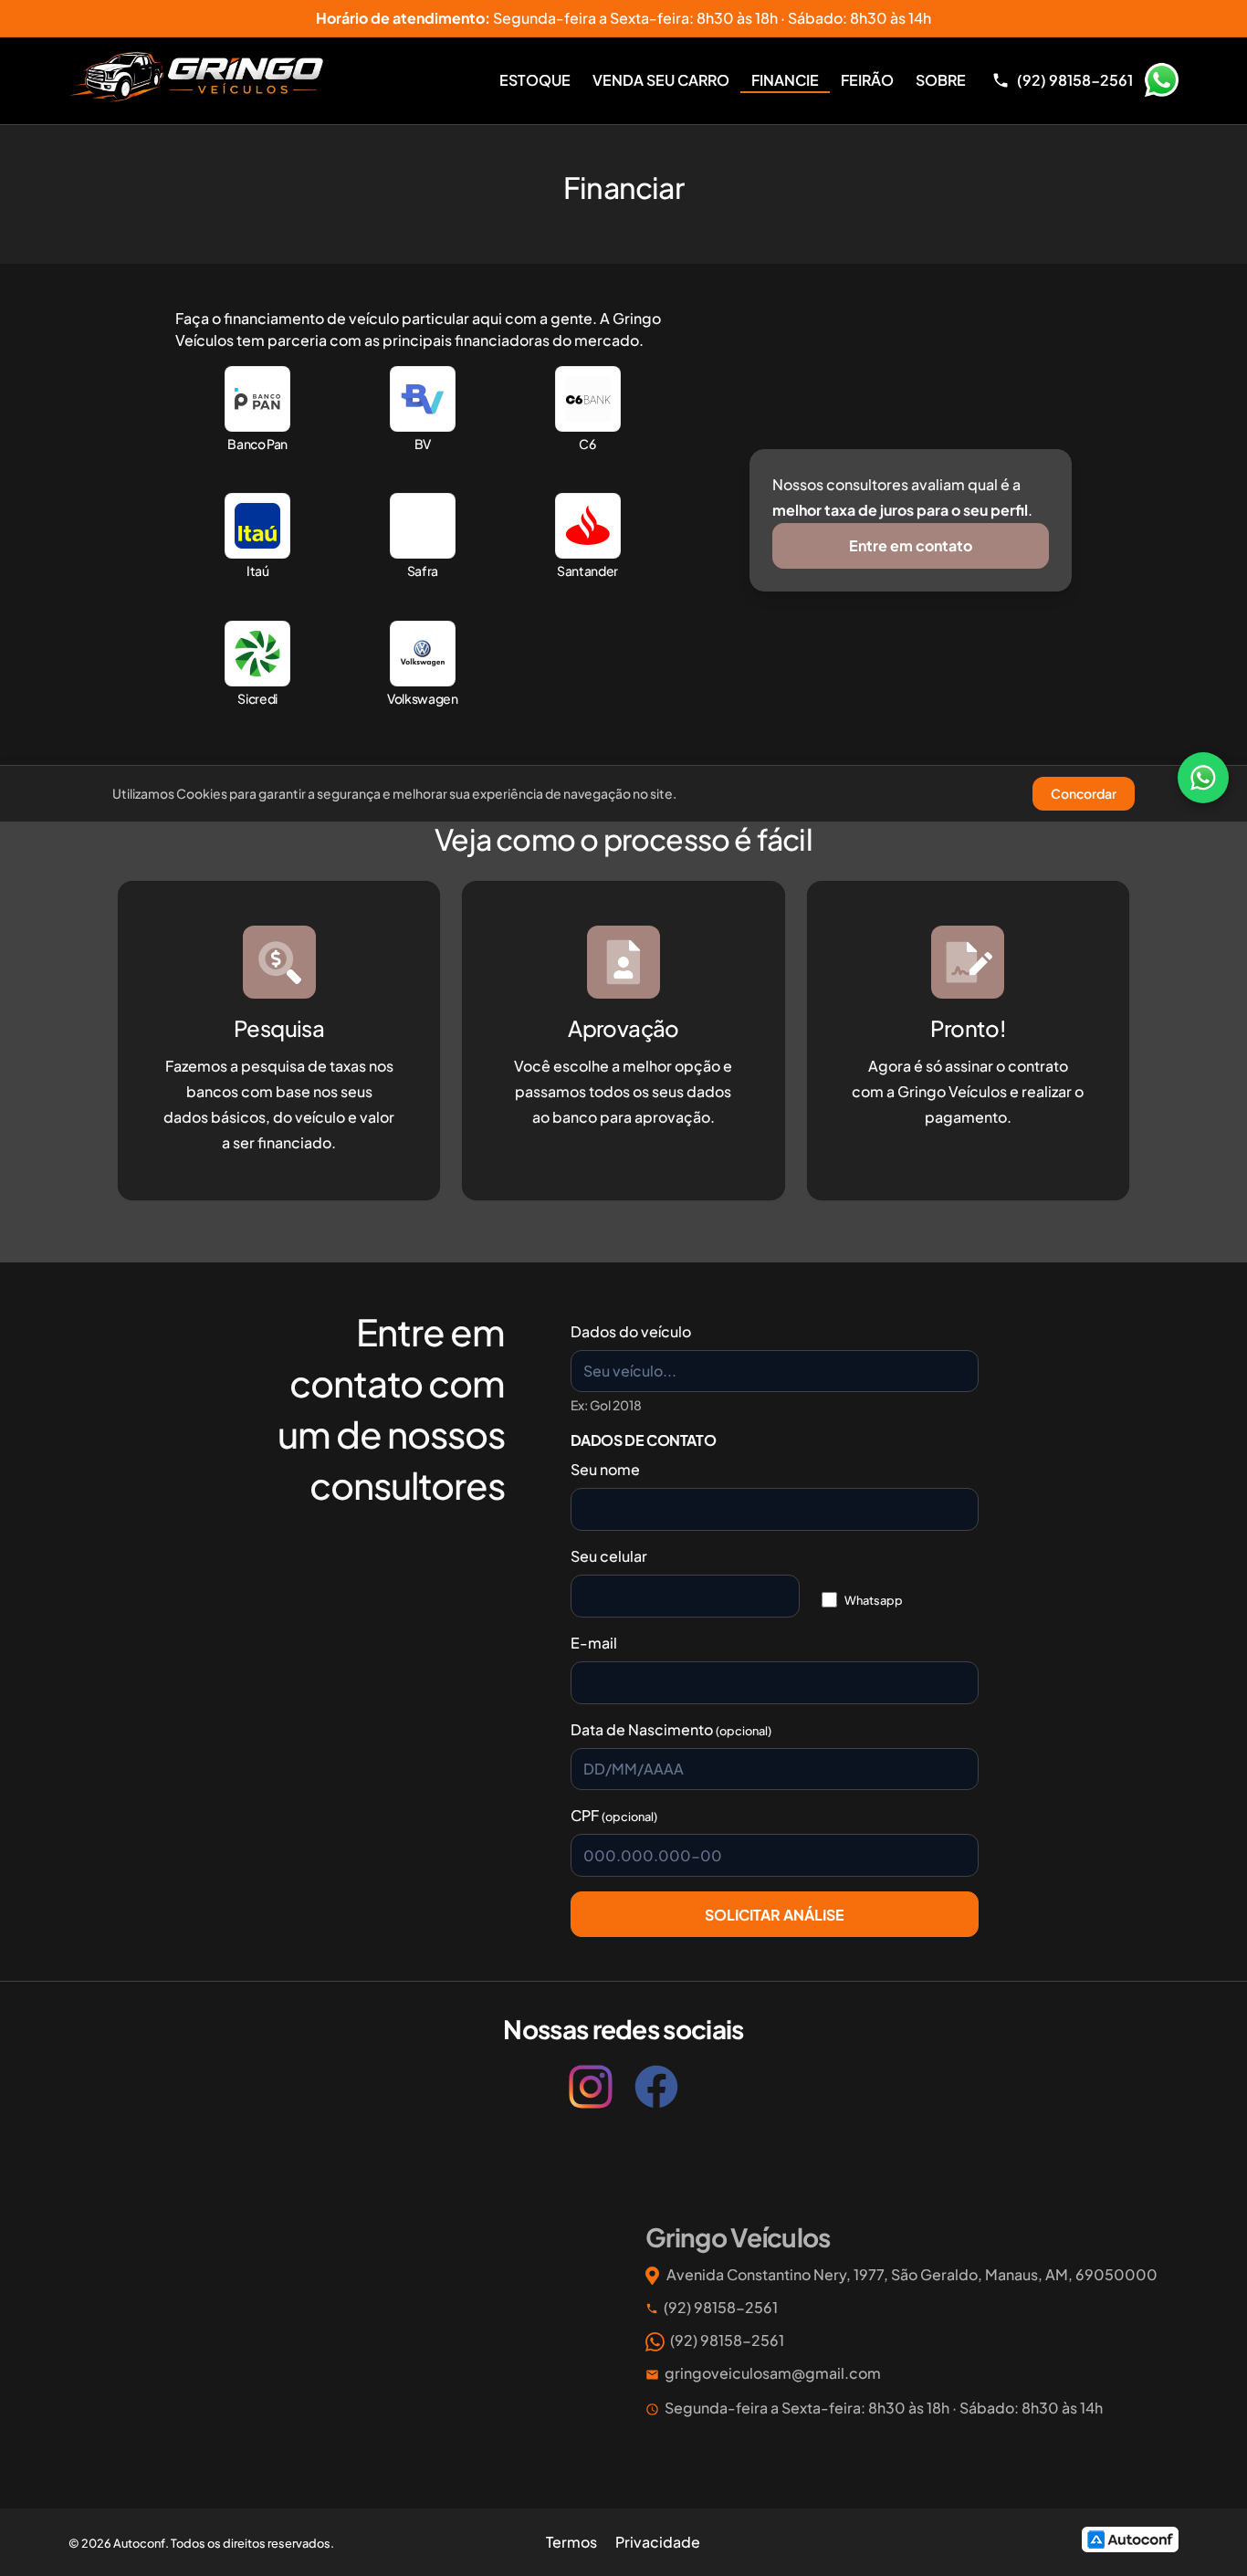 Horário de atendimento: Segunda-feira a Sexta-feira: 8h30 às 18h · Sábado: 8h30 às 14h
GRINGO
VEÍCULOS
ESTOQUE VENDA SEU CARRO FINANCIE FEIRÃO SOBRE (92) 98158-2561
Financiar
Faça o financiamento de veículo particular aqui com a gente. A Gringo
Veículos tem parceria com as principais financiadoras do mercado.
BANCO
PAN
BV
C6 BANK
Banco Pan
BV
C6
Itaú
Itaú
Safra
Santander
Volkswagen
Sicredi
Volkswagen
Nossos consultores avaliam qual é a
melhor taxa de juros para o seu perfil.
Entre em contato
Utilizamos Cookies para garantir a segurança e melhorar sua experiência de navegação no site.
Concordar
Veja como o processo é fácil
Pesquisa
Fazemos a pesquisa de taxas nos
bancos com base nos seus
dados básicos, do veículo e valor
a ser financiado.
Aprovação
Você escolhe a melhor opção e
passamos todos os seus dados
ao banco para aprovação.
Pronto!
Agora é só assinar o contrato
com a Gringo Veículos e realizar o
pagamento.
Entre em
contato com
um de nossos
consultores
Dados do veículo
Seu veículo...
Ex: Gol 2018
DADOS DE CONTATO
Seu nome
Seu celular
Whatsapp
E-mail
Data de Nascimento (opcional)
DD/MM/AAAA
CPF (opcional)
000.000.000-00
SOLICITAR ANÁLISE
Nossas redes sociais
Gringo Veículos
Avenida Constantino Nery, 1977, São Geraldo, Manaus, AM, 69050000
(92) 98158-2561
(92) 98158-2561
gringoveiculosam@gmail.com
Segunda-feira a Sexta-feira: 8h30 às 18h · Sábado: 8h30 às 14h
© 2026 Autoconf. Todos os direitos reservados.
Termos Privacidade
Autoconf